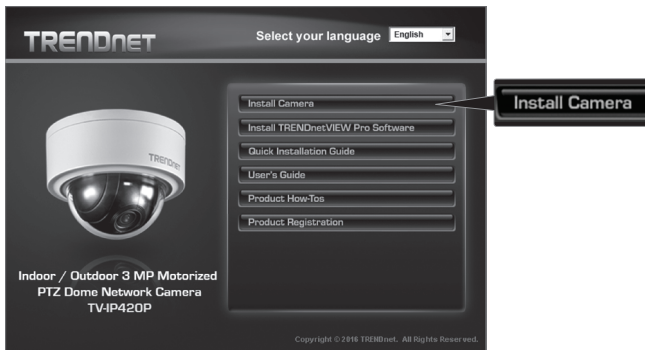 TRENDnet
Select your language English
Install Camera
Install TRENDnetVIEW Pro Software
Quick Installation Guide
User's Guide
Product How-Tos
Product Registration
Install Camera
TRENDnet
Indoor / Outdoor 3 MP Motorized
PTZ Dome Network Camera
TV-IP420P
Copyright © 2016 TRENDnet. All Rights Reserved.